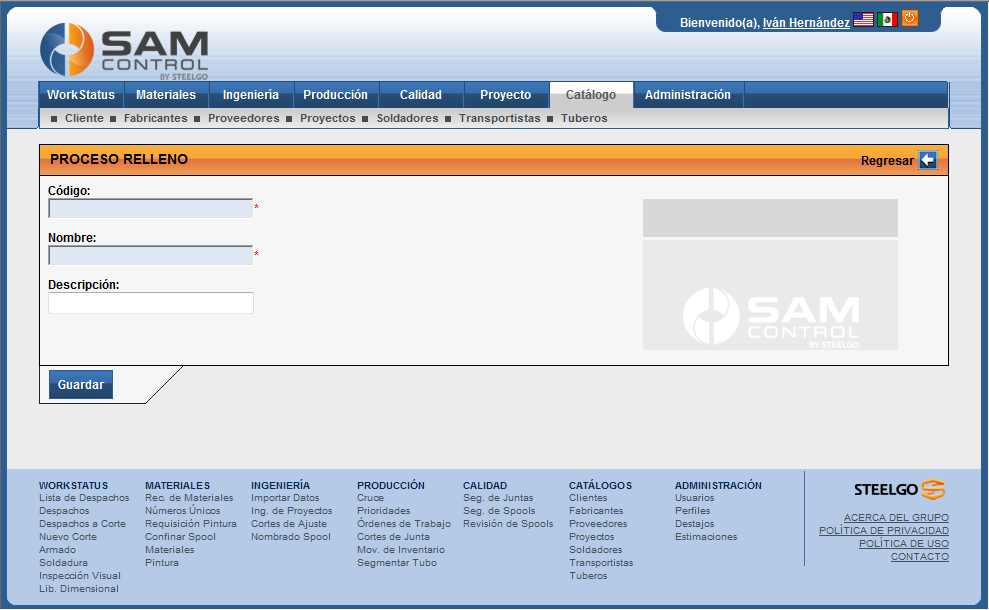 Bienvenido(a), Iván Hernández
SAM
CONTROL
BY STEELGO
WorkStatus Materiales Ingeniería Producción Calidad Proyecto Catálogo Administración
Cliente Fabricantes Proveedores Proyectos Soldadores Transportistas Tuberos
PROCESO RELLENO Regresar
Código:
*
Nombre:
*
Descripción:
SAM
CONTROL
BY STEELGO
Guardar
WORKSTATUS
Lista de Despachos
Despachos
Despachos a Corte
Nuevo Corte
Armado
Soldadura
Inspección Visual
Lib. Dimensional
MATERIALES
Rec. de Materiales
Números Únicos
Requisición Pintura
Confinar Spool
Materiales
Pintura
INGENIERÍA
Importar Datos
Ing. de Proyectos
Cortes de Ajuste
Nombrado Spool
PRODUCCIÓN
Cruce
Prioridades
Órdenes de Trabajo
Cortes de Junta
Mov. de Inventario
Segmentar Tubo
CALIDAD
Seg. de Juntas
Seg. de Spools
Revisión de Spools
CATÁLOGOS
Clientes
Fabricantes
Proveedores
Proyectos
Soldadores
Transportistas
Tuberos
ADMINISTRACIÓN
Usuarios
Perfiles
Destajos
Estimaciones
STEELGO
ACERCA DEL GRUPO
POLÍTICA DE PRIVACIDAD
POLÍTICA DE USO
CONTACTO